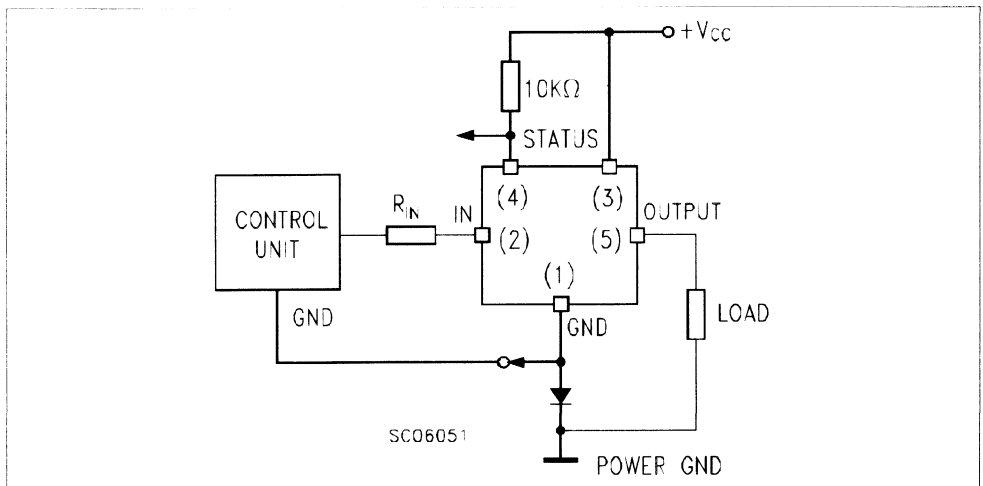 +VCC
10KΩ
STATUS
(4)
(3)
CONTROL
UNIT
RIN
IN
(2)
(5)
OUTPUT
(1)
GND
GND
LOAD
SC06051
POWER GND